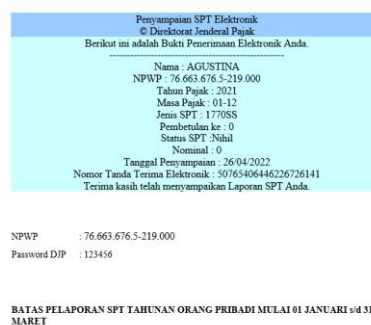 Penyampaian SPT Elektronik
© Direktorat Jenderal Pajak
Berikut ini adalah Bukti Penerimaan Elektronik Anda.
--------------------------------------------------
Nama : AGUSTINA
NPWP : 76.663.676.5-219.000
Tahun Pajak : 2021
Masa Pajak : 01-12
Jenis SPT : 1770SS
Pembetulan ke : 0
Status SPT :Nihil
Nominal : 0
Tanggal Penyampaian : 26/04/2022
Nomor Tanda Terima Elektronik : 50765406446226726141
Terima kasih telah menyampaikan Laporan SPT Anda.
NPWP : 76.663.676.5-219.000
Password DJP : 123456
BATAS PELAPORAN SPT TAHUNAN ORANG PRIBADI MULAI 01 JANUARI s/d 31
MARET